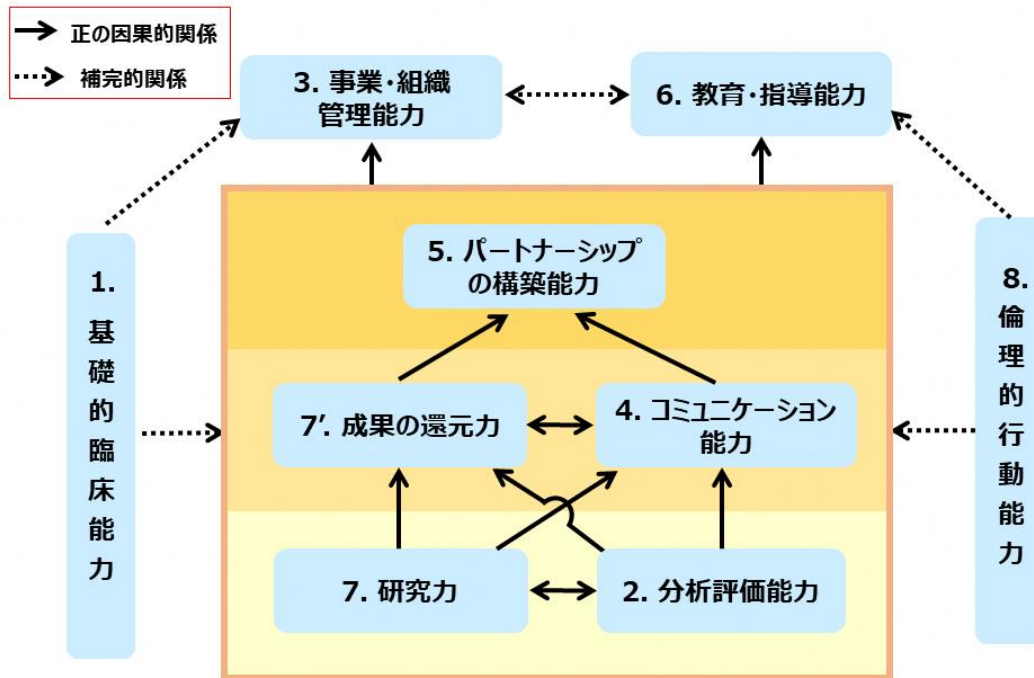 正の因果的関係
補完的関係
3. 事業・組織
管理能力
6. 教育・指導能力
5. パートナーシップ
の構築能力
1.
基礎的臨床能力
8.
倫理的行動能力
7′. 成果の還元力
4. コミュニケーション
能力
7. 研究力
2. 分析評価能力